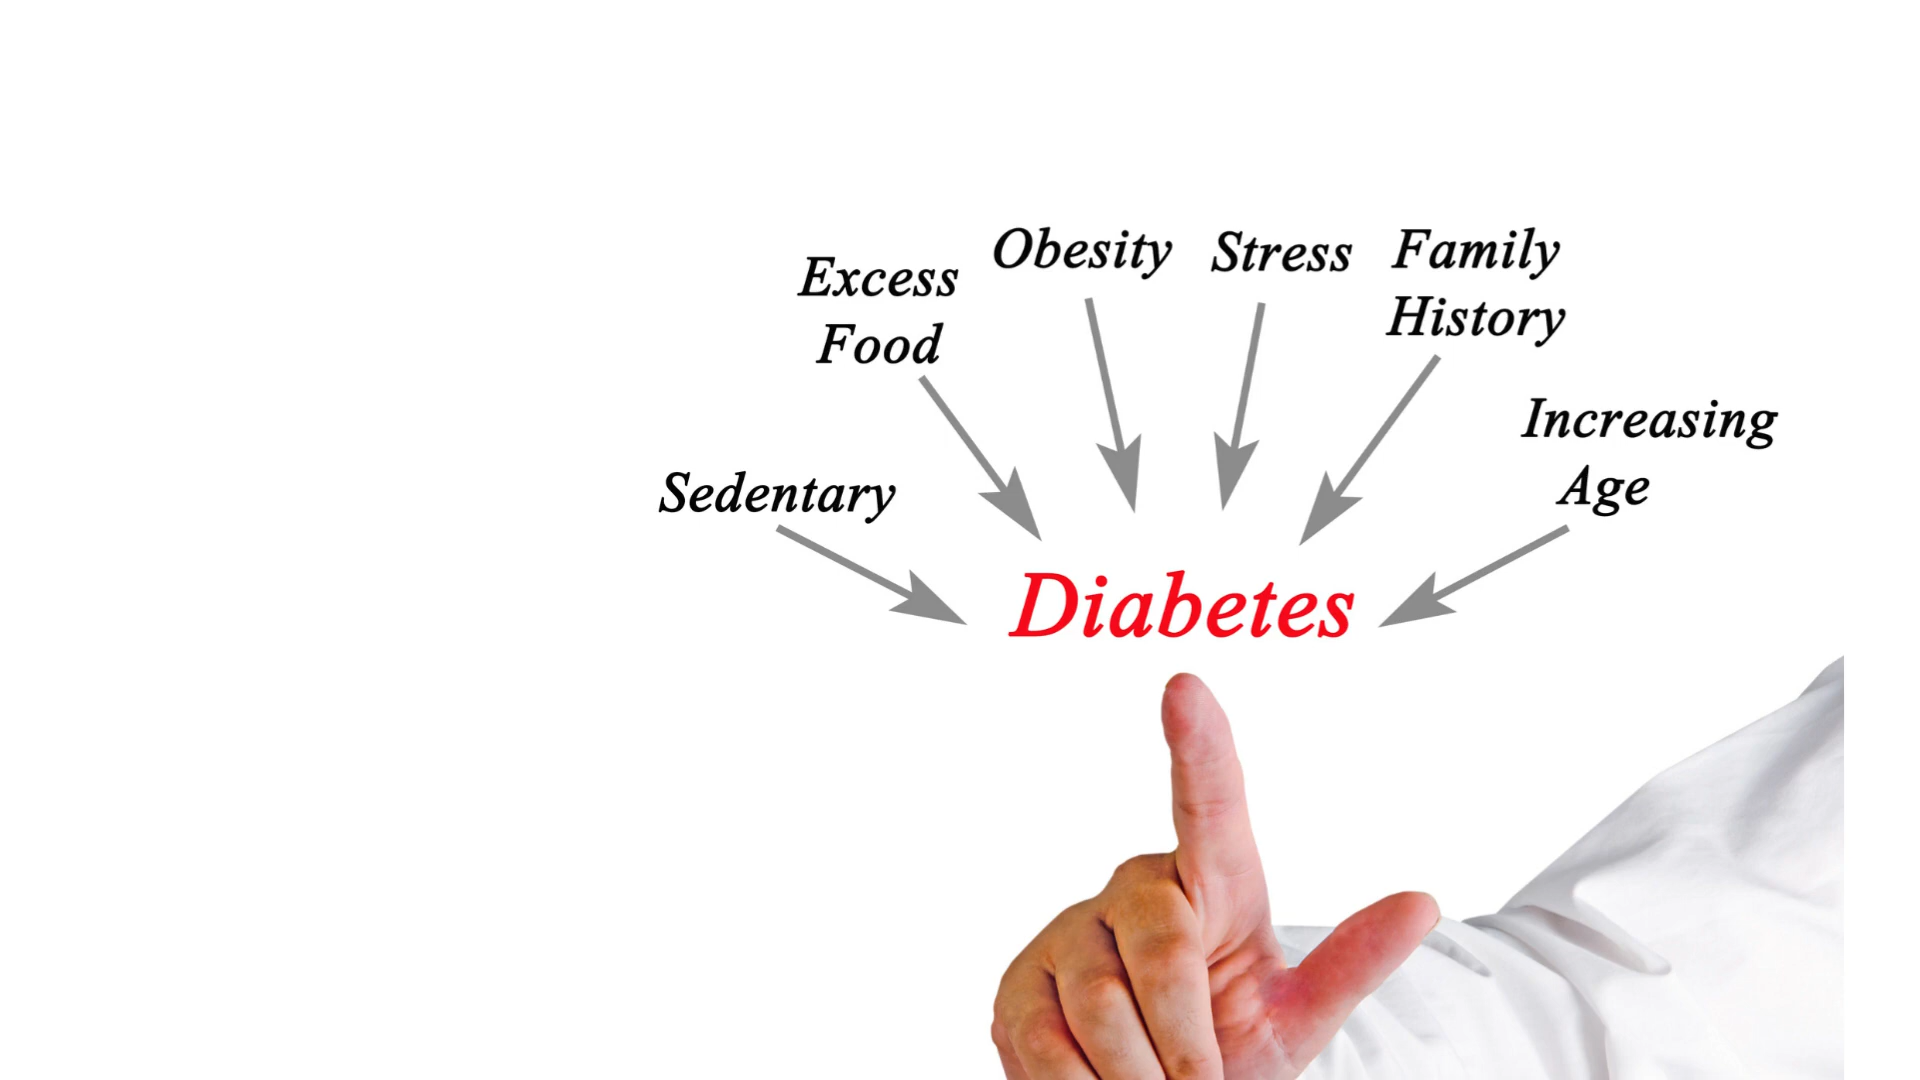 Sedentary
Excess
Food
Obesity
Stress
Family
History
Increasing
Age
Diabetes